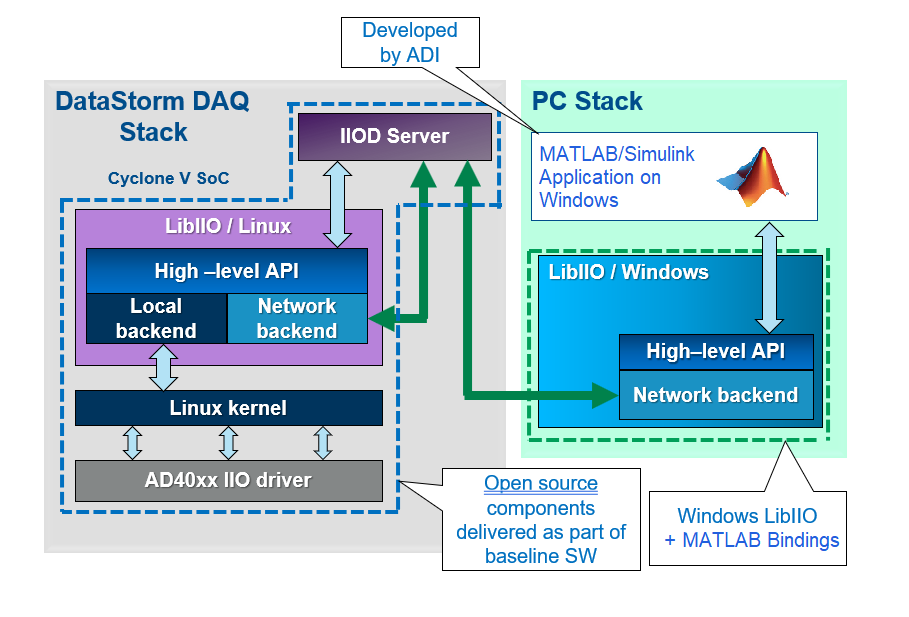 Developed
by ADI
DataStorm DAQ
Stack
Cyclone V SoC
IIOD Server
LibIIO / Linux
High –level API
Local
backend
Network
backend
Linux kernel
AD40xx IIO driver
Open source
components
delivered as part of
baseline SW
PC Stack
MATLAB/Simulink
Application on
Windows
LibIIO / Windows
High–level API
Network backend
Windows LibIIO
+ MATLAB Bindings